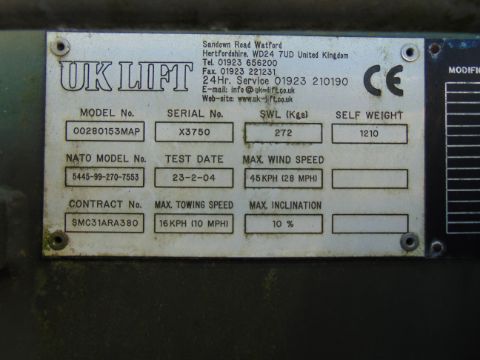 Sandown Road Watford
Hertfordshire, WD24 7UD United Kingdom
Tel. 01923 656200
Fax. 01923 221231
24Hr. Service 01923 210190
E-mail: info@uk-lift.co.uk
Web-site: www.uk-lift.co.uk
UK LIFT
CE
MODEL No. SERIAL No. SWL (Kgs) SELF WEIGHT
00280153MAP X3750 272 1210
NATO MODEL No. TEST DATE MAX. WIND SPEED
5445-99-270-7553 23-2-04 45KPH (28 MPH)
CONTRACT No. MAX. TOWING SPEED MAX. INCLINATION
SMC31ARA380 16KPH (10 MPH) 10 %
MODIFIC